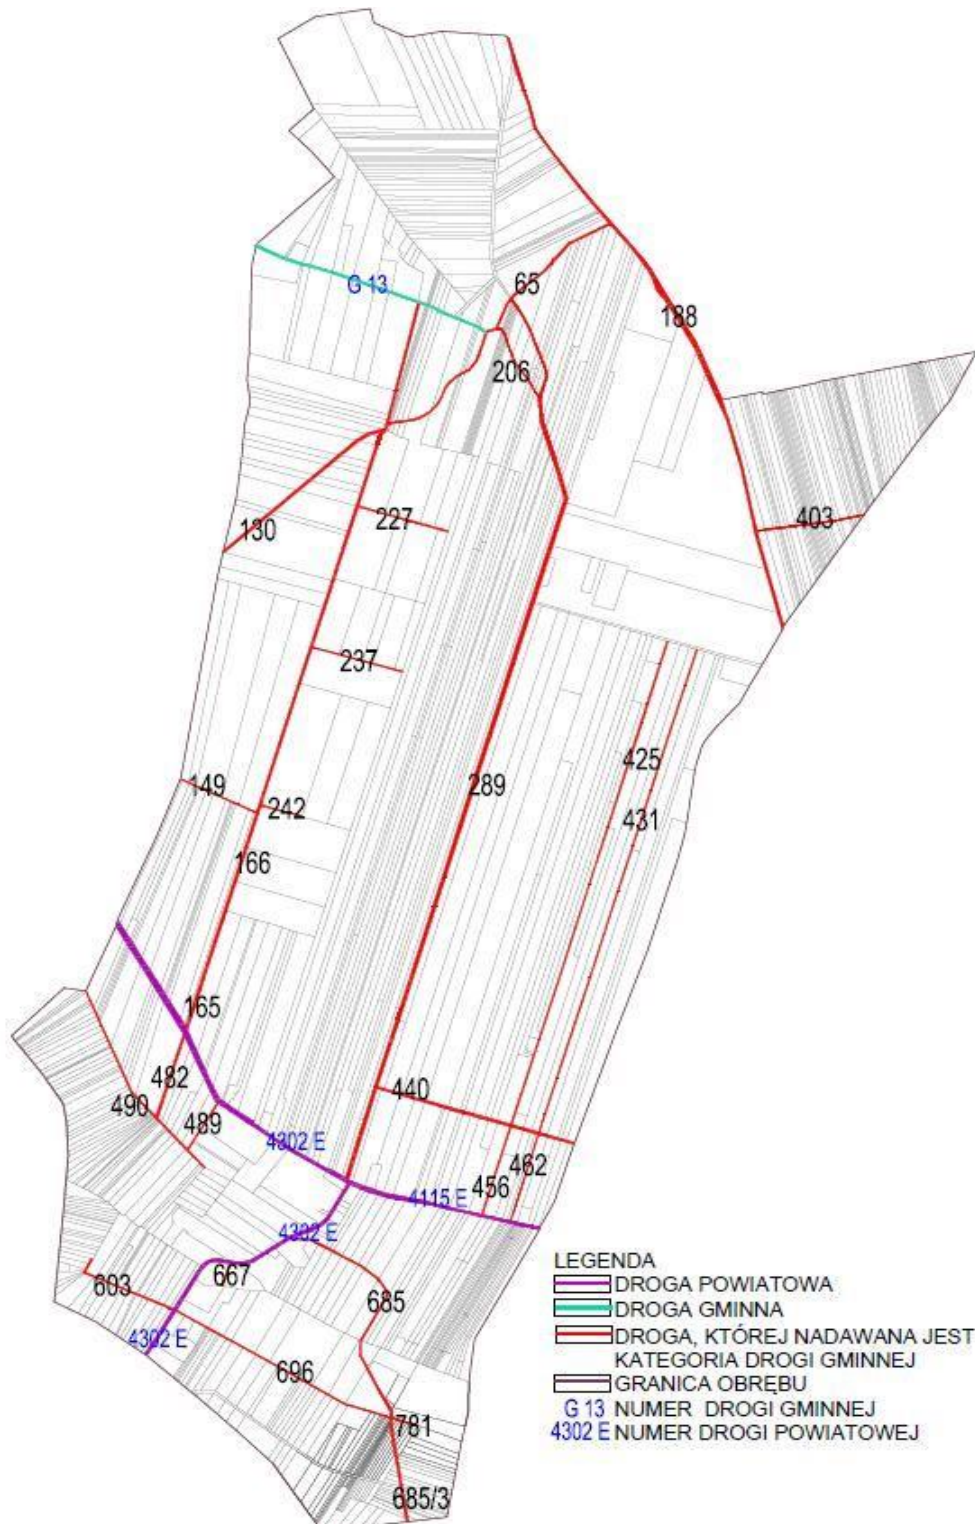 G 13
65
188
206
403
130
227
237
425
289
149
242
431
166
165
482
440
490
489
4302 E
462
456
4115 E
4302 E
667
603
685
4302 E
696
781
685/3
LEGENDA
DROGA POWIATOWA
DROGA GMINNA
DROGA, KTÓREJ NADAWANA JEST
KATEGORIA DROGI GMINNEJ
GRANICA OBRĘBU
G 13 NUMER DROGI GMINNEJ
4302 E NUMER DROGI POWIATOWEJ